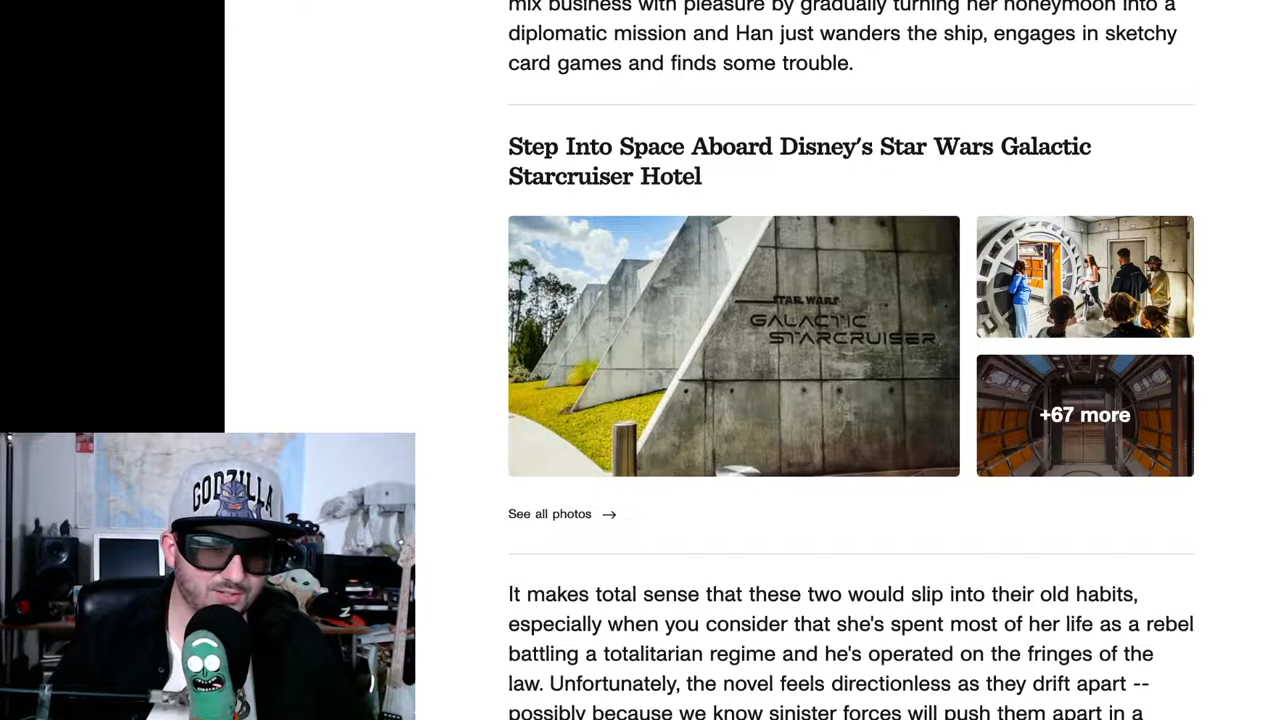 mix business with pleasure by gradually turning her honeymoon into a
diplomatic mission and Han just wanders the ship, engages in sketchy
card games and finds some trouble.
Step Into Space Aboard Disney's Star Wars Galactic
Starcruiser Hotel
STAR WARS
GALACTIC
STARCRUISER
+67 more
See all photos →
GODZILLA
It makes total sense that these two would slip into their old habits,
especially when you consider that she's spent most of her life as a rebel
battling a totalitarian regime and he's operated on the fringes of the
law. Unfortunately, the novel feels directionless as they drift apart --
possibly because we know sinister forces will push them apart in a